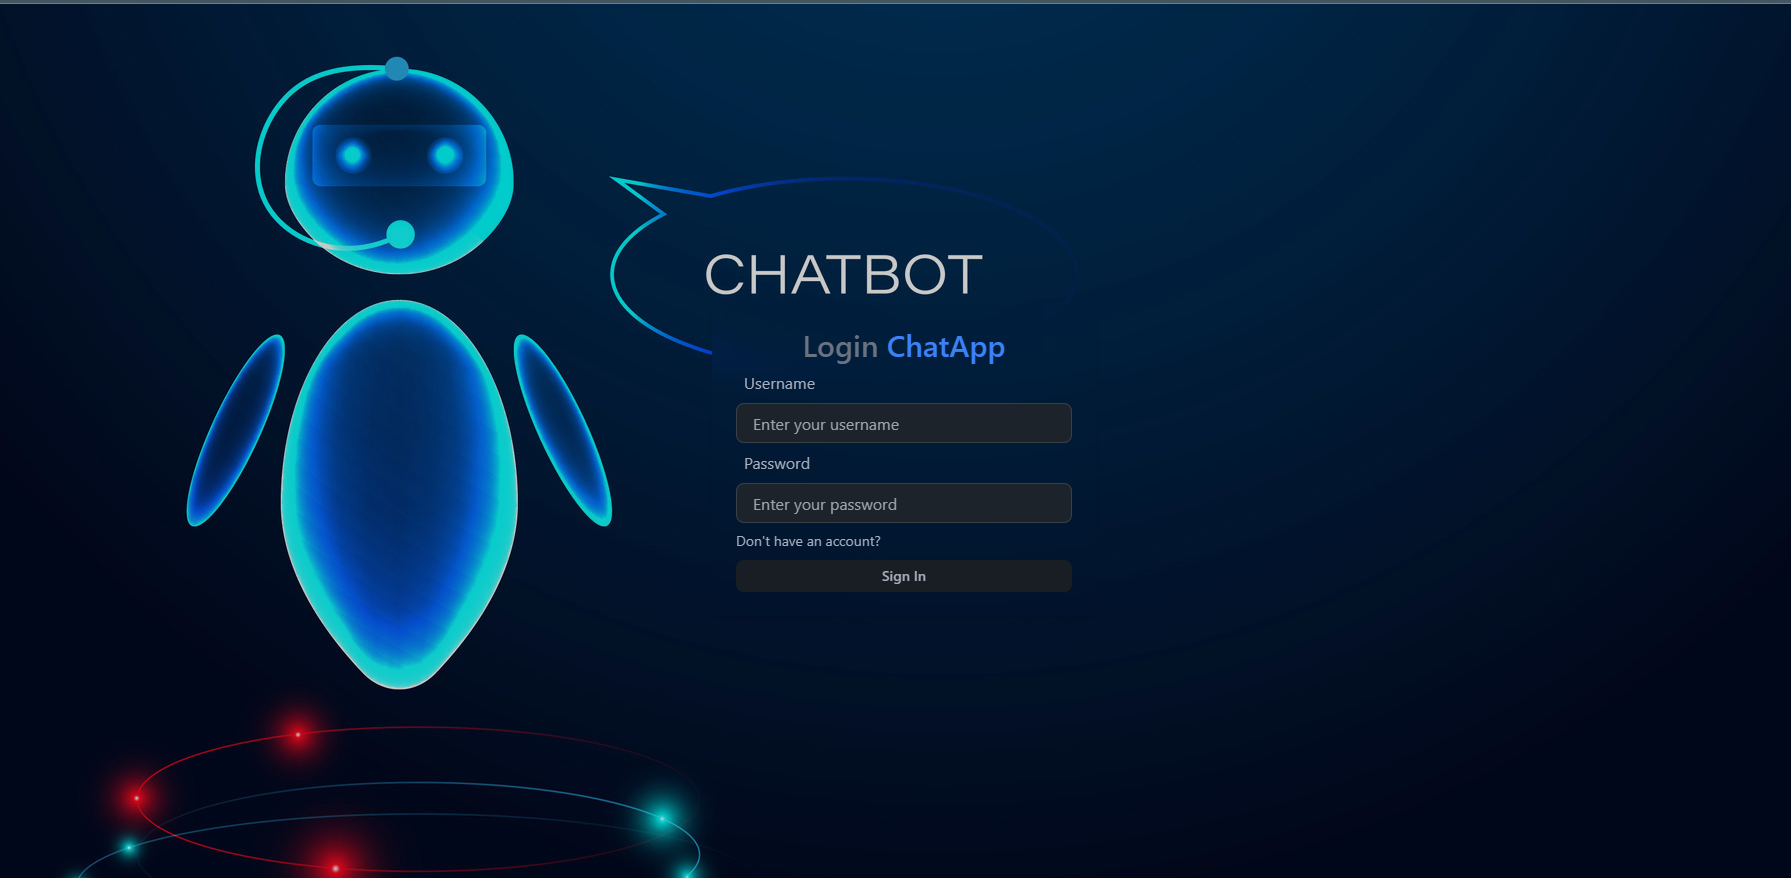 CHATBOT
Login ChatApp
Username
Enter your username
Password
Enter your password
Don't have an account?
Sign In